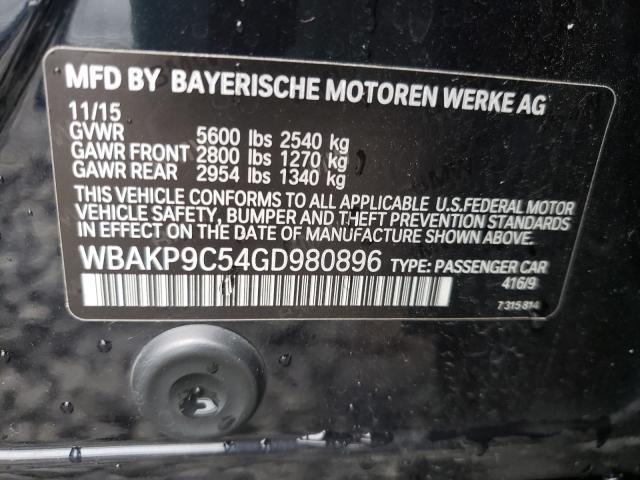 MFD BY BAYERISCHE MOTOREN WERKE AG
11/15
GVWR 5600 lbs 2540 kg
GAWR FRONT 2800 lbs 1270 kg
GAWR REAR 2954 lbs 1340 kg
THIS VEHICLE CONFORMS TO ALL APPLICABLE U.S.FEDERAL MOTOR
VEHICLE SAFETY, BUMPER AND THEFT PREVENTION STANDARDS
IN EFFECT ON THE DATE OF MANUFACTURE SHOWN ABOVE.
WBAKP9C54GD980896 TYPE: PASSENGER CAR
416/9
7 315 814